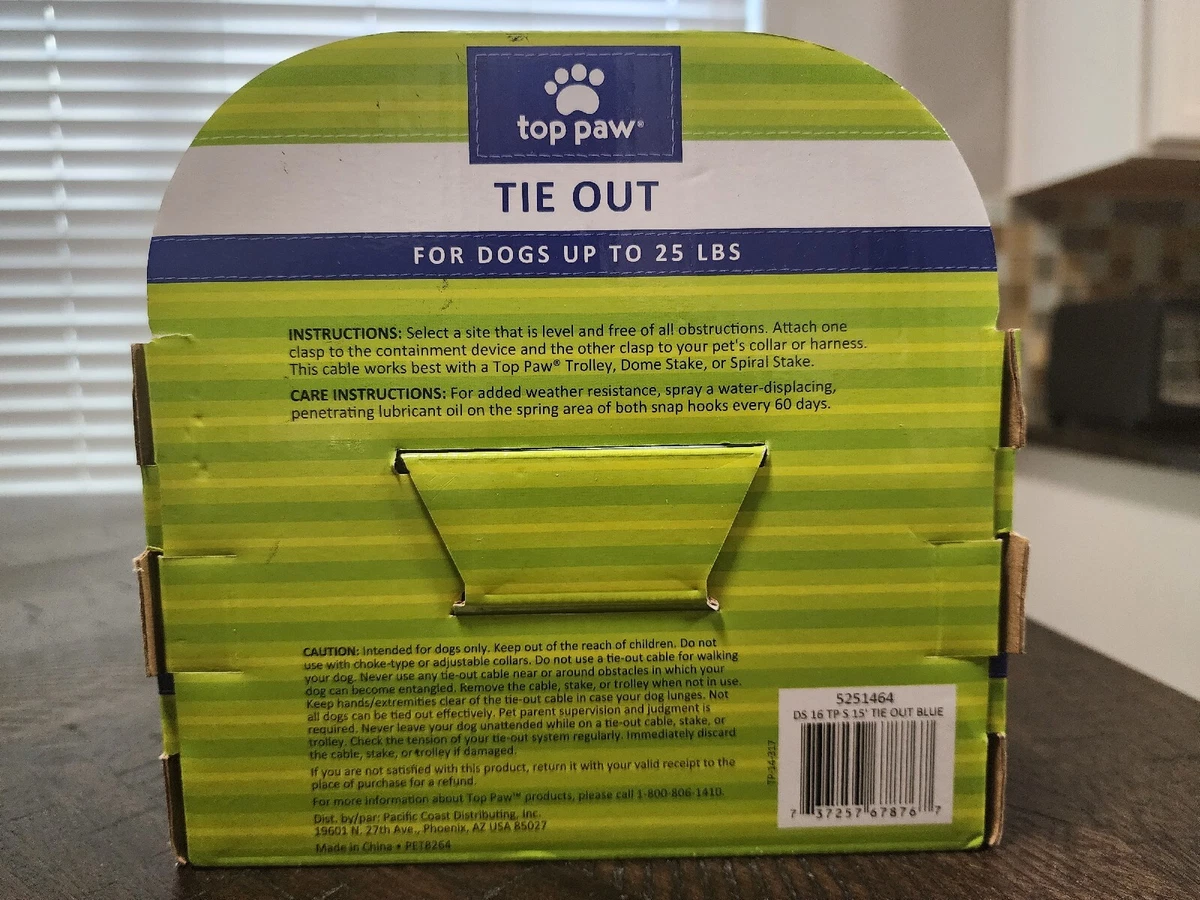 top paw®
TIE OUT
FOR DOGS UP TO 25 LBS
INSTRUCTIONS: Select a site that is level and free of all obstructions. Attach one
clasp to the containment device and the other clasp to your pet's collar or harness.
This cable works best with a Top Paw® Trolley, Dome Stake, or Spiral Stake.
CARE INSTRUCTIONS: For added weather resistance, spray a water-displacing,
penetrating lubricant oil on the spring area of both snap hooks every 60 days.
CAUTION: Intended for dogs only. Keep out of the reach of children. Do not
use with choke-type or adjustable collars. Do not use a tie-out cable for walking
your dog. Never use any tie-out cable near or around obstacles in which your
dog can become entangled. Remove the cable, stake, or trolley when not in use.
Keep hands/extremities clear of the tie-out cable in case your dog lunges. Not
all dogs can be tied out effectively. Pet parent supervision and judgment is
required. Never leave your dog unattended while on a tie-out cable, stake, or
trolley. Check the tension of your tie-out system regularly. Immediately discard
the cable, stake, or trolley if damaged.
If you are not satisfied with this product, return it with your valid receipt to the
place of purchase for a refund.
For more information about Top Paw™ products, please call 1-800-806-1410.
Dist. by/par: Pacific Coast Distributing, Inc.
19601 N. 27th Ave., Phoenix, AZ USA 85027
Made in China • PET8264
TP-14-317
5251464
DS 16 TP S 15' TIE OUT BLUE
7 37257 67876 7